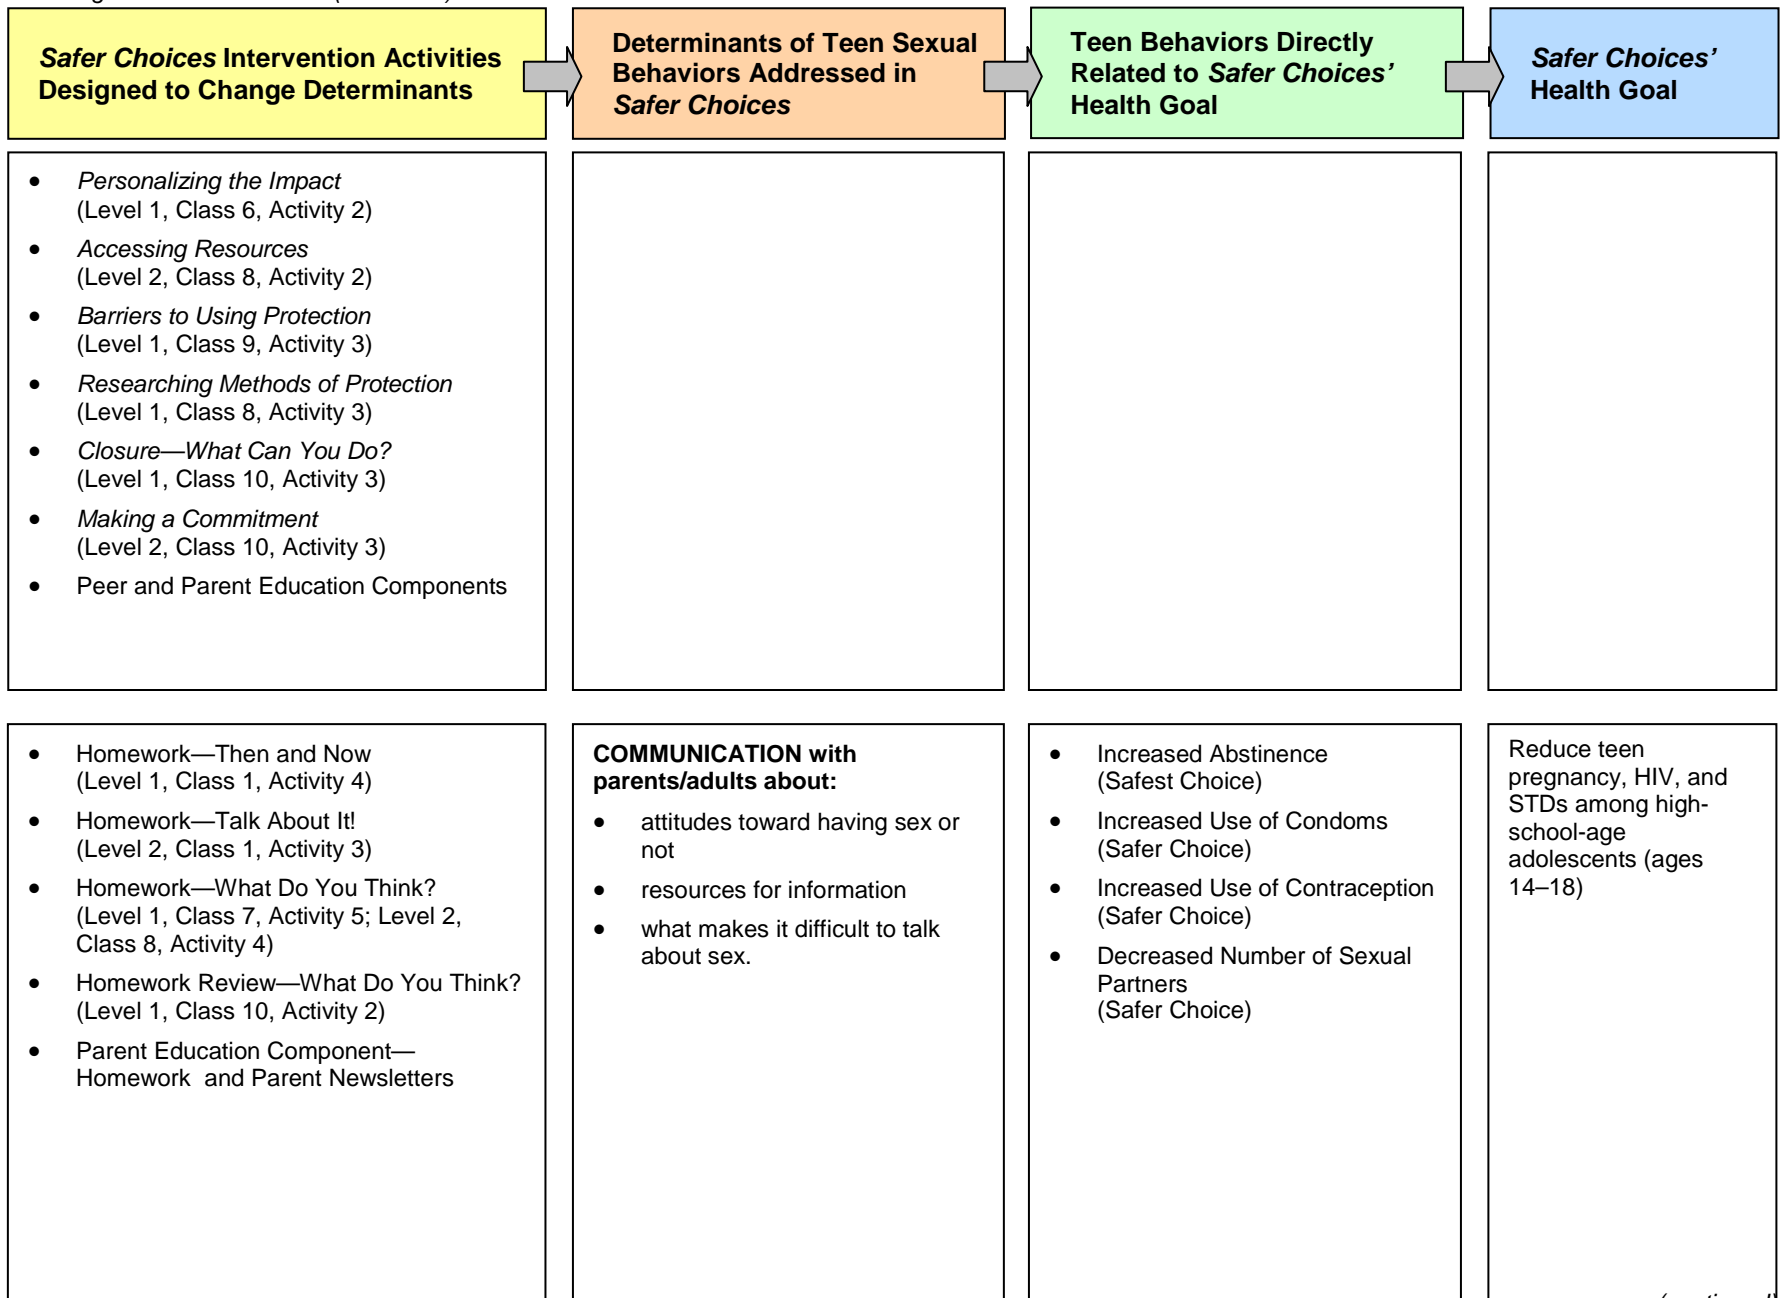 Safer Choices Intervention Activities
Designed to Change Determinants
Determinants of Teen Sexual
Behaviors Addressed in
Safer Choices
Teen Behaviors Directly
Related to Safer Choices’
Health Goal
Safer Choices’
Health Goal
• Personalizing the Impact
(Level 1, Class 6, Activity 2)
• Accessing Resources
(Level 2, Class 8, Activity 2)
• Barriers to Using Protection
(Level 1, Class 9, Activity 3)
• Researching Methods of Protection
(Level 1, Class 8, Activity 3)
• Closure—What Can You Do?
(Level 1, Class 10, Activity 3)
• Making a Commitment
(Level 2, Class 10, Activity 3)
• Peer and Parent Education Components
• Homework—Then and Now
(Level 1, Class 1, Activity 4)
• Homework—Talk About It!
(Level 2, Class 1, Activity 3)
• Homework—What Do You Think?
(Level 1, Class 7, Activity 5; Level 2,
Class 8, Activity 4)
• Homework Review—What Do You Think?
(Level 1, Class 10, Activity 2)
• Parent Education Component—
Homework and Parent Newsletters
COMMUNICATION with
parents/adults about:
• attitudes toward having sex or
not
• resources for information
• what makes it difficult to talk
about sex.
• Increased Abstinence
(Safest Choice)
• Increased Use of Condoms
(Safer Choice)
• Increased Use of Contraception
(Safer Choice)
• Decreased Number of Sexual
Partners
(Safer Choice)
Reduce teen
pregnancy, HIV, and
STDs among high-
school-age
adolescents (ages
14–18)